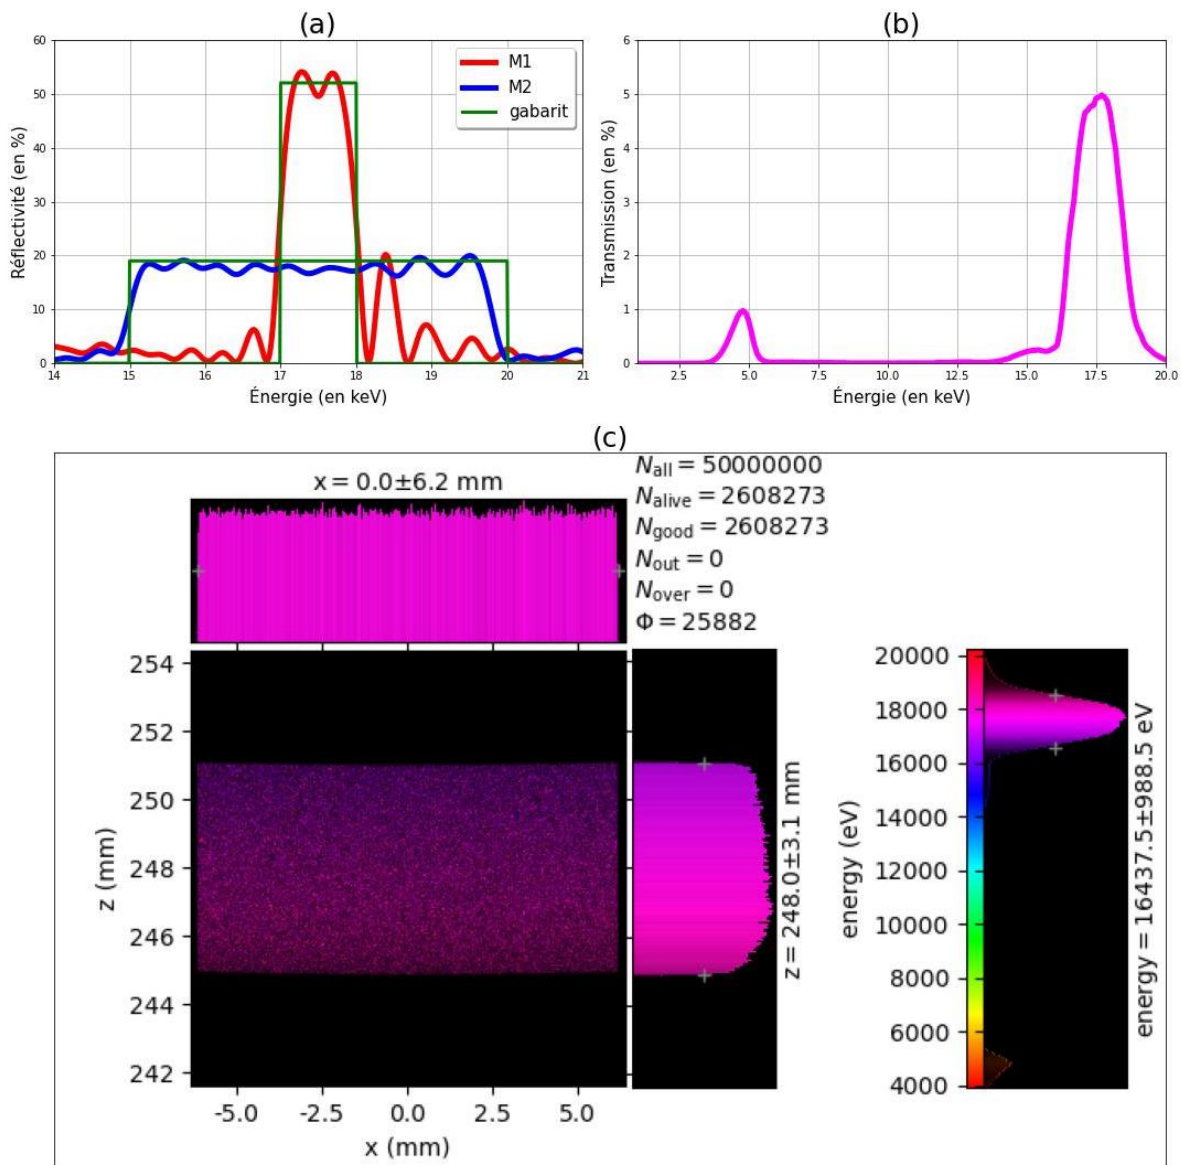 (a)
60
50
40
30
20
10
0
14 15 16 17 18 19 20 21
Réflectivité (en %)
Énergie (en keV)
M1
M2
gabarit
(b)
6
5
4
3
2
1
0
2.5 5.0 7.5 10.0 12.5 15.0 17.5 20.0
Transmission (en %)
Énergie (en keV)
(c)
x = 0.0±6.2 mm
N_all = 50000000
N_alive = 2608273
N_good = 2608273
N_out = 0
N_over = 0
Φ = 25882
254
252
250
248
246
244
242
z (mm)
-5.0 -2.5 0.0 2.5 5.0
x (mm)
z = 248.0±3.1 mm
20000
18000
16000
14000
12000
10000
8000
6000
4000
energy (eV)
energy = 16437.5±988.5 eV